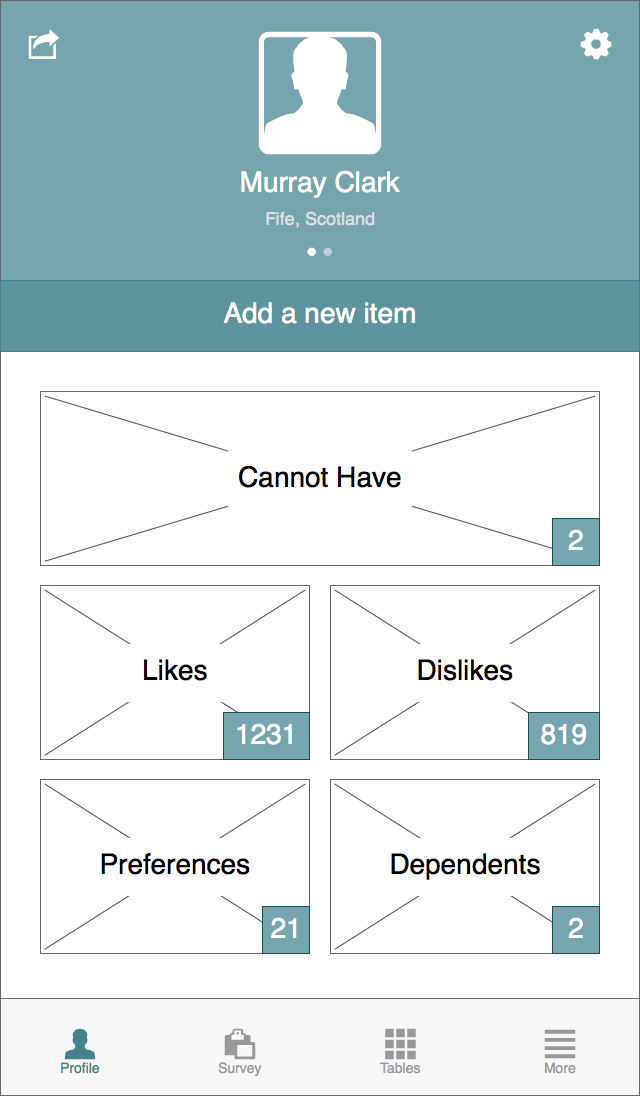 Murray Clark
Fife, Scotland
Add a new item
Cannot Have
2
Likes
1231
Dislikes
819
Preferences
21
Dependents
2
Profile
Survey
Tables
More